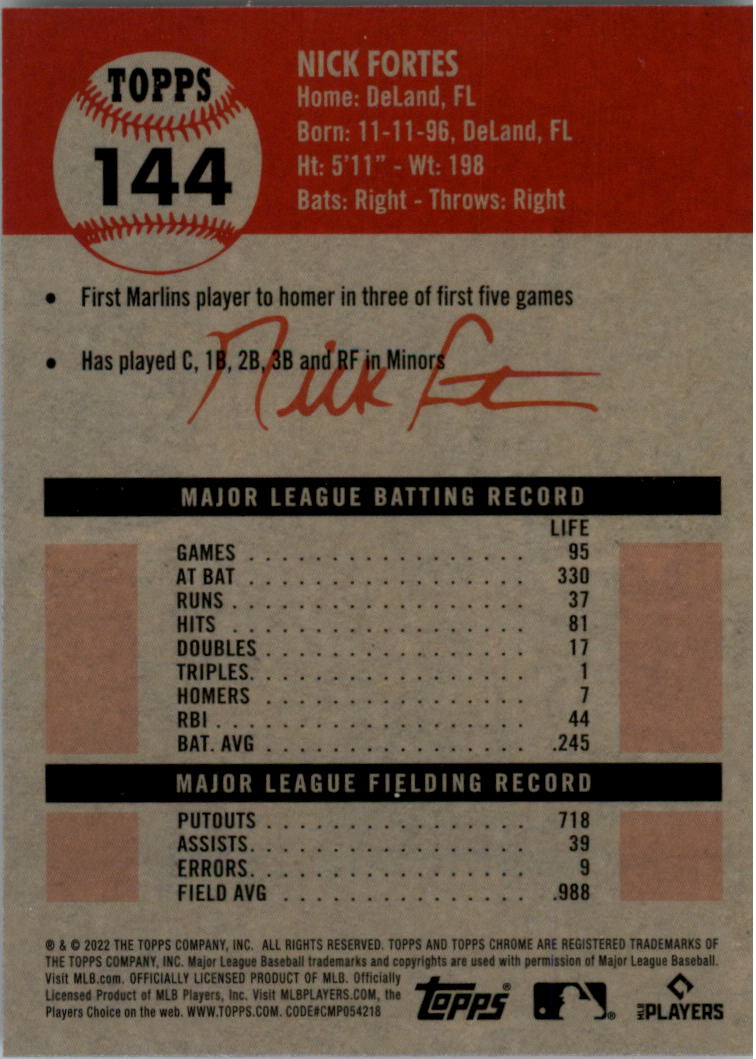 TOPPS
144
NICK FORTES
Home: DeLand, FL
Born: 11-11-96, DeLand, FL
Ht: 5'11" - Wt: 198
Bats: Right - Throws: Right
• First Marlins player to homer in three of first five games
• Has played C, 1B, 2B, 3B and RF in Minors
Nick Fortes
MAJOR LEAGUE BATTING RECORD
LIFE
GAMES . . . . . . . . . . . . . . . . . 95
AT BAT . . . . . . . . . . . . . . . . . 330
RUNS . . . . . . . . . . . . . . . . . . 37
HITS . . . . . . . . . . . . . . . . . . 81
DOUBLES . . . . . . . . . . . . . . . . 17
TRIPLES. . . . . . . . . . . . . . . . . 1
HOMERS . . . . . . . . . . . . . . . . 7
RBI . . . . . . . . . . . . . . . . . . . 44
BAT. AVG . . . . . . . . . . . . . . . . .245
MAJOR LEAGUE FIELDING RECORD
PUTOUTS . . . . . . . . . . . . . . . . 718
ASSISTS. . . . . . . . . . . . . . . . . 39
ERRORS. . . . . . . . . . . . . . . . . 9
FIELD AVG . . . . . . . . . . . . . . . .988
® & © 2022 THE TOPPS COMPANY, INC. ALL RIGHTS RESERVED. TOPPS AND TOPPS CHROME ARE REGISTERED TRADEMARKS OF
THE TOPPS COMPANY, INC. Major League Baseball trademarks and copyrights are used with permission of Major League Baseball.
Visit MLB.com. OFFICIALLY LICENSED PRODUCT OF MLB. Officially
Licensed Product of MLB Players, Inc. Visit MLBPLAYERS.COM, the
Players Choice on the web. WWW.TOPPS.COM. CODE#CMP054218
Topps®
®
MLB PLAYERS